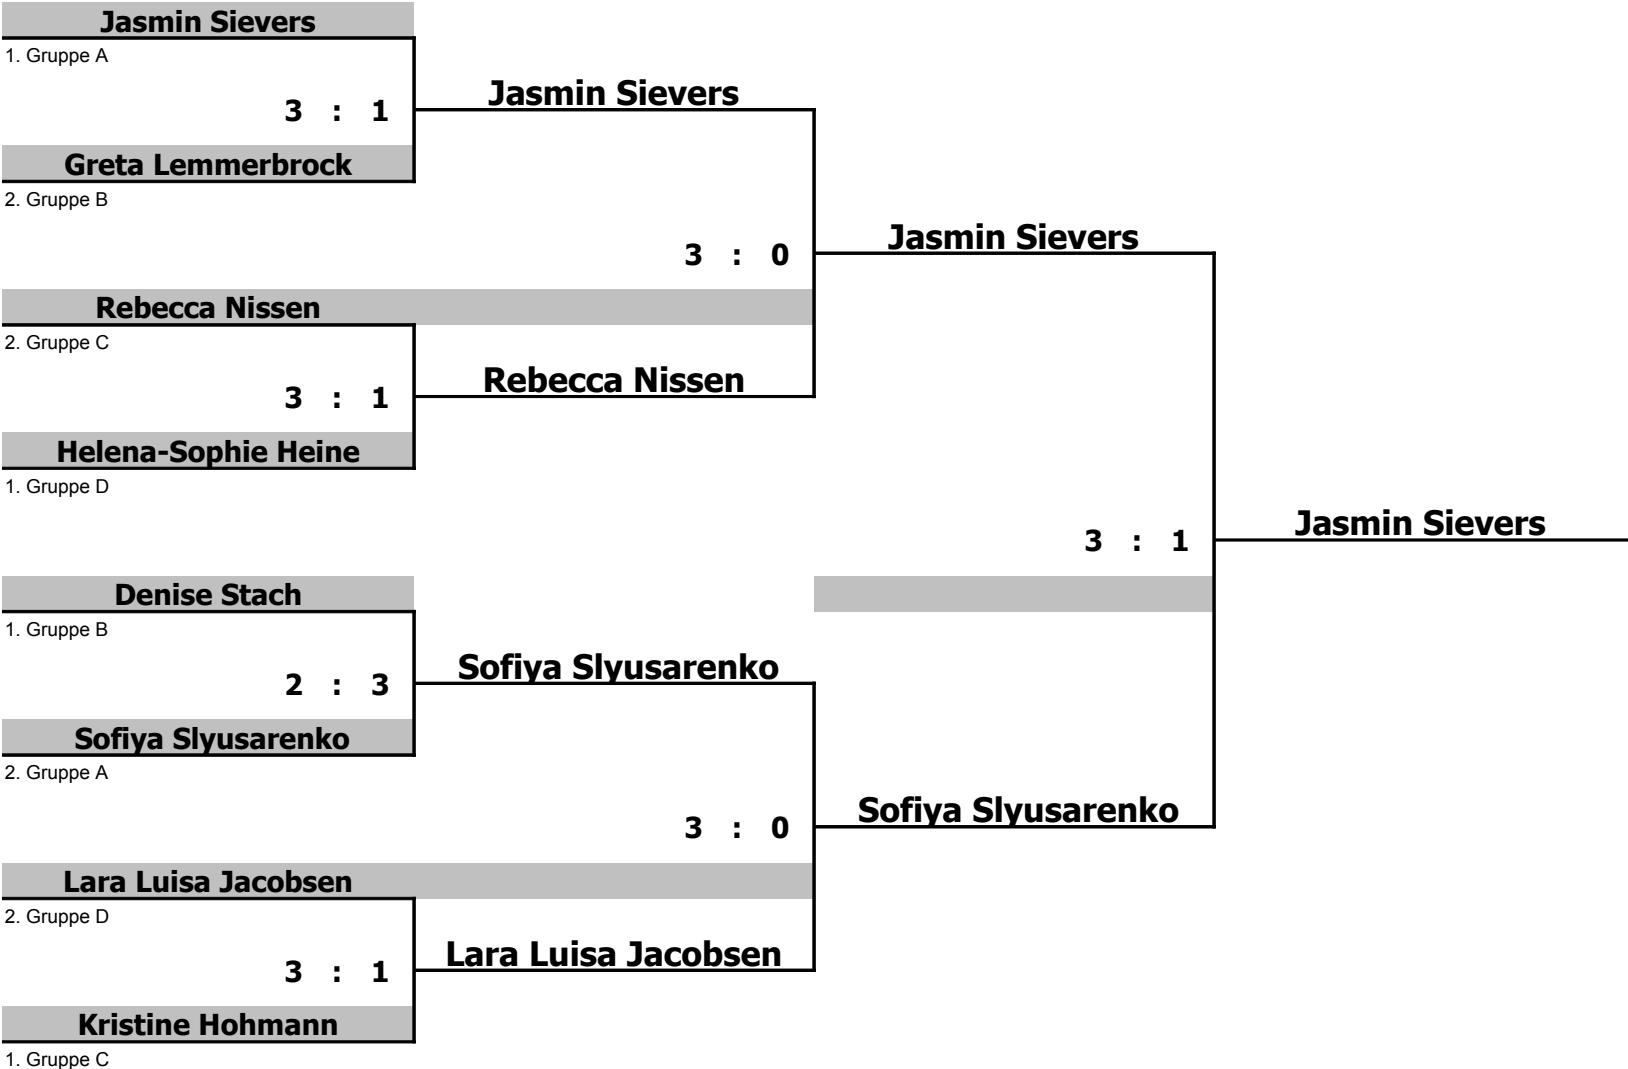 Jasmin Sievers
1. Gruppe A
Jasmin Sievers
3 : 1
Greta Lemmerbrock
2. Gruppe B
Jasmin Sievers
3 : 0
Rebecca Nissen
2. Gruppe C
Rebecca Nissen
3 : 1
Helena-Sophie Heine
1. Gruppe D
Jasmin Sievers
3 : 1
Denise Stach
1. Gruppe B
Sofiya Slyusarenko
2 : 3
Sofiya Slyusarenko
2. Gruppe A
Sofiya Slyusarenko
3 : 0
Lara Luisa Jacobsen
2. Gruppe D
Lara Luisa Jacobsen
3 : 1
Kristine Hohmann
1. Gruppe C